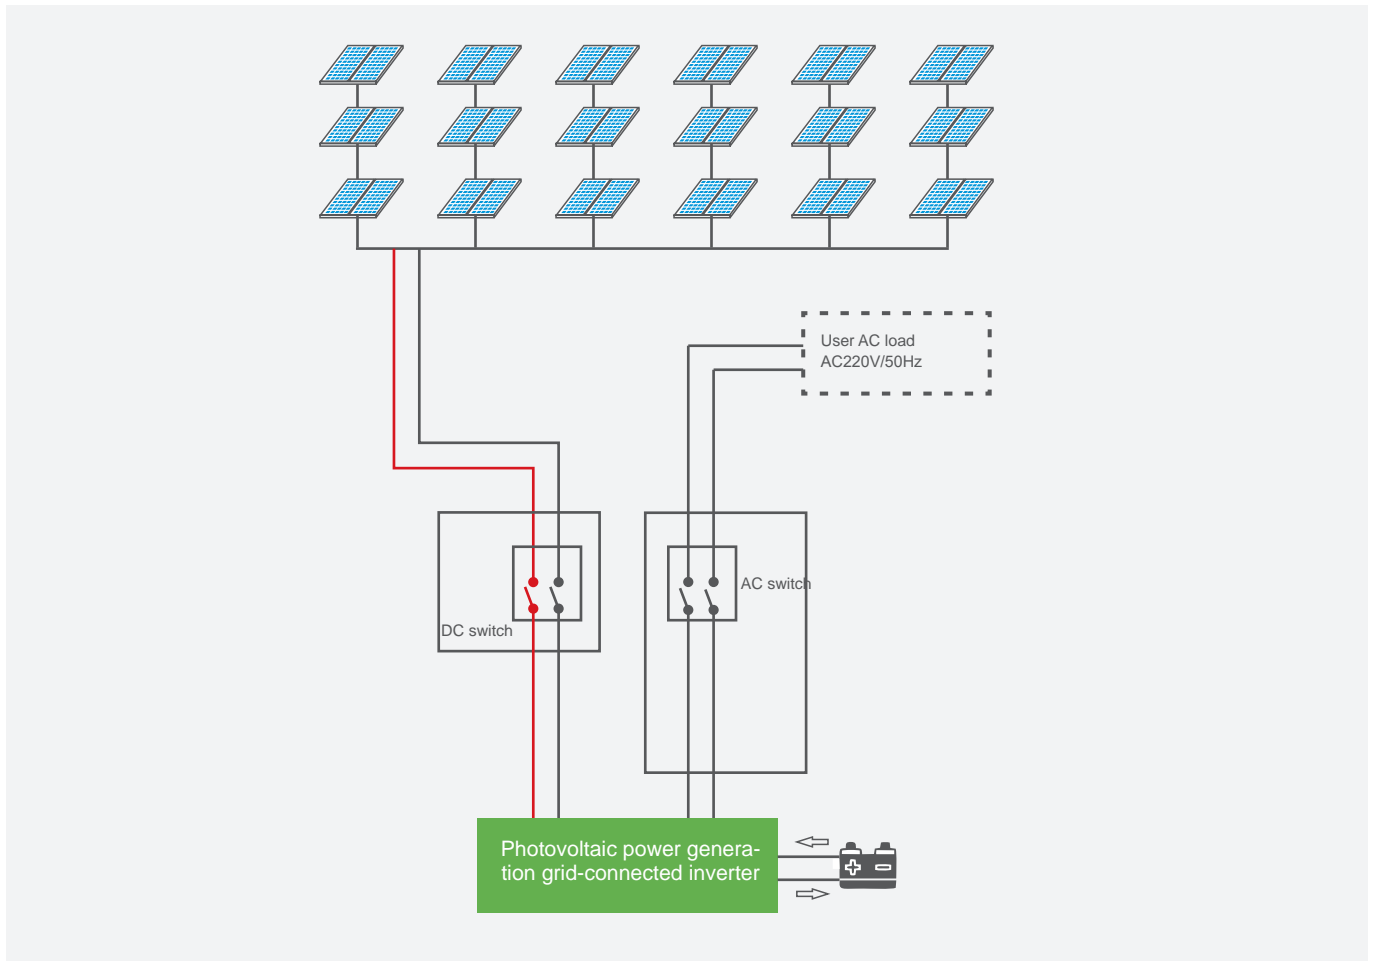 User AC load
AC220V/50Hz
AC switch
DC switch
Photovoltaic power genera-
tion grid-connected inverter